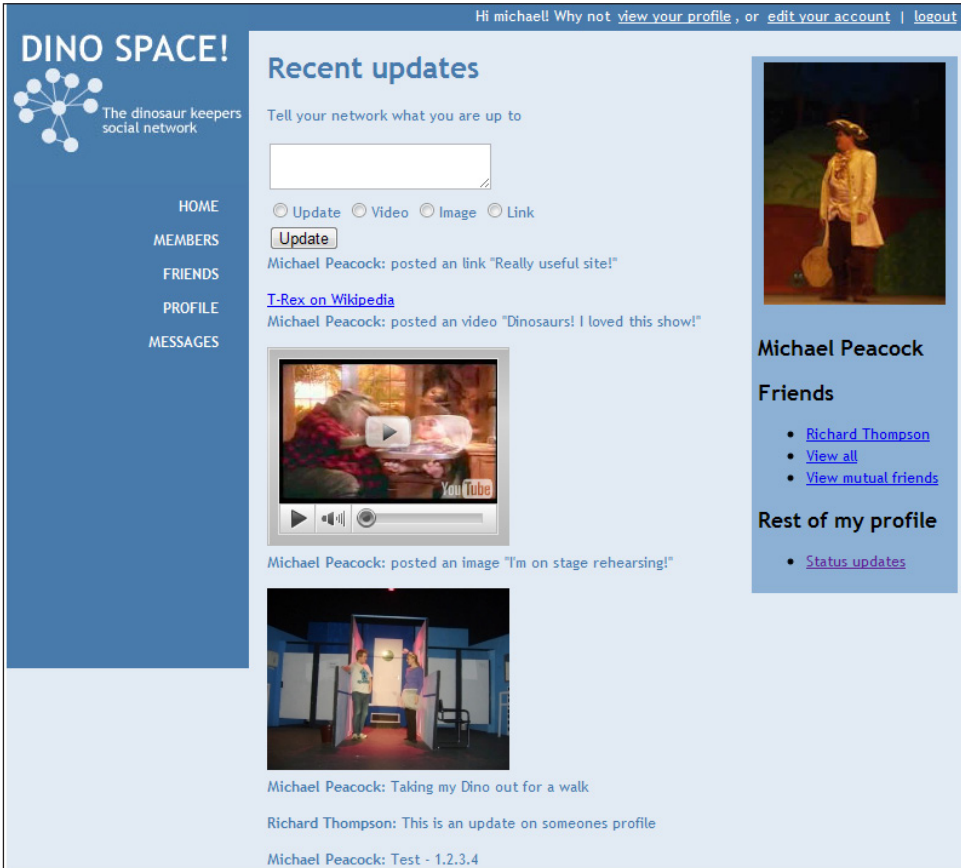 Hi michael! Why not view your profile , or edit your account | logout
DINO SPACE!
The dinosaur keepers
social network
HOME
MEMBERS
FRIENDS
PROFILE
MESSAGES
Recent updates
Tell your network what you are up to
Update Video Image Link
Update
Michael Peacock: posted an link "Really useful site!"
T-Rex on Wikipedia
Michael Peacock: posted an video "Dinosaurs! I loved this show!"
YouTube
Michael Peacock: posted an image "I'm on stage rehearsing!"
Michael Peacock: Taking my Dino out for a walk
Richard Thompson: This is an update on someones profile
Michael Peacock: Test - 1.2.3.4
Michael Peacock
Friends
Richard Thompson
View all
View mutual friends
Rest of my profile
Status updates